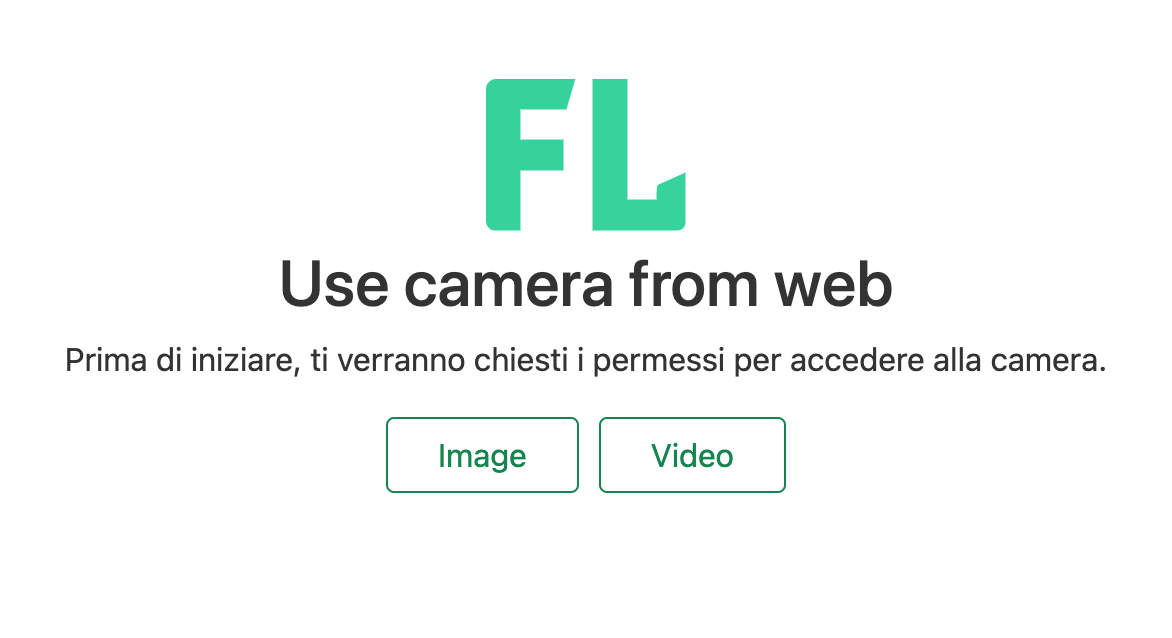 FL
Use camera from web
Prima di iniziare, ti verranno chiesti i permessi per accedere alla camera.
Image Video